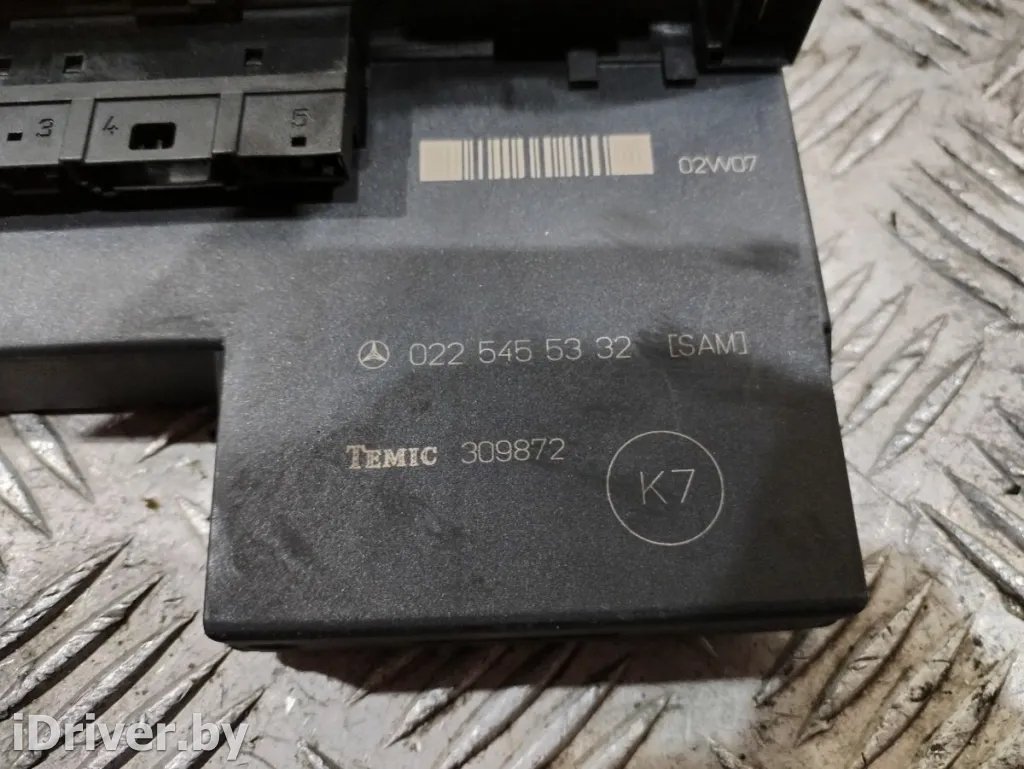 3 4 5
02W07
022 545 53 32 [SAM]
TEMIC 309872
K7
iDriver.by